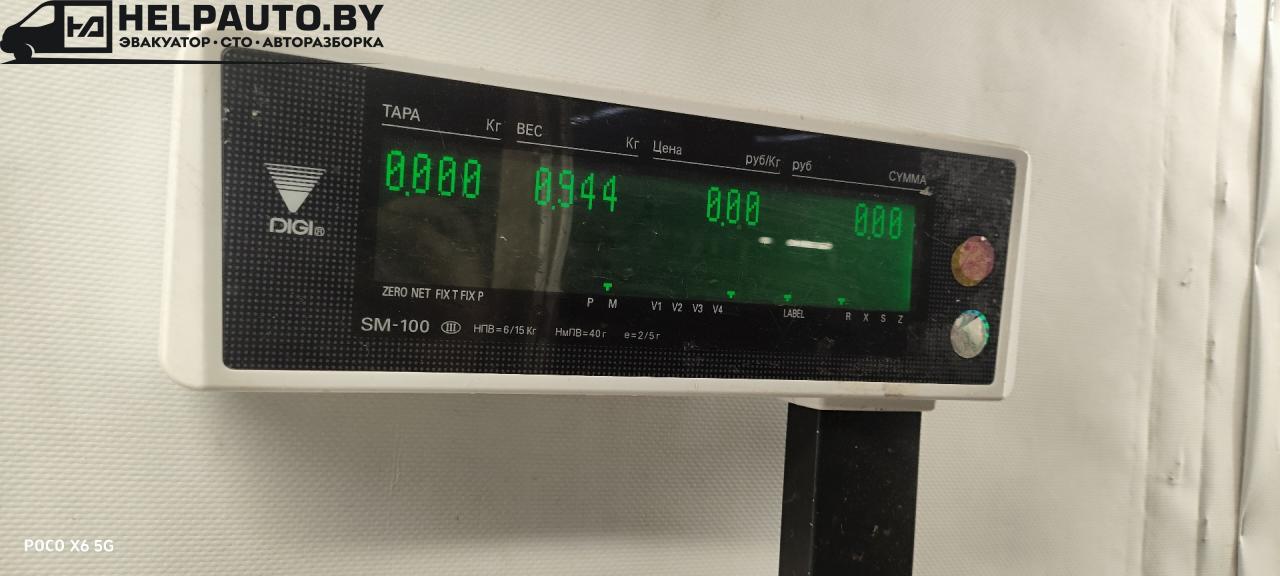 HELPAUTO.BY
ЭВАКУАТОР•СТО•АВТОРАЗБОРКА
ТАРА Кг ВЕС Кг Цена руб/Кг руб СУММА
0.000 0.944 0.00 0.00
DIGI®
ZERO NET FIX T FIX P P M V1 V2 V3 V4 LABEL R X S Z
SM-100 III НПВ=6/15 Кг НмПВ=40 г e=2/5 г
POCO X6 5G